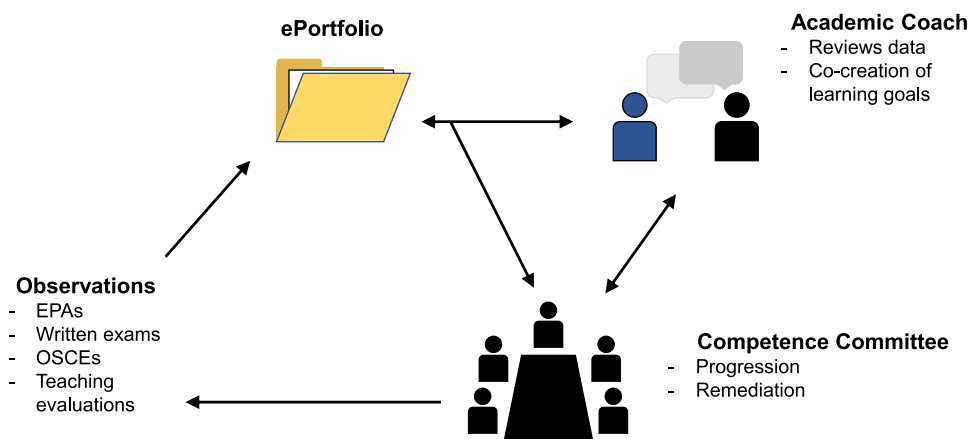 ePortfolio
Academic Coach
- Reviews data
- Co-creation of
learning goals
Observations
- EPAs
- Written exams
- OSCEs
- Teaching
evaluations
Competence Committee
- Progression
- Remediation